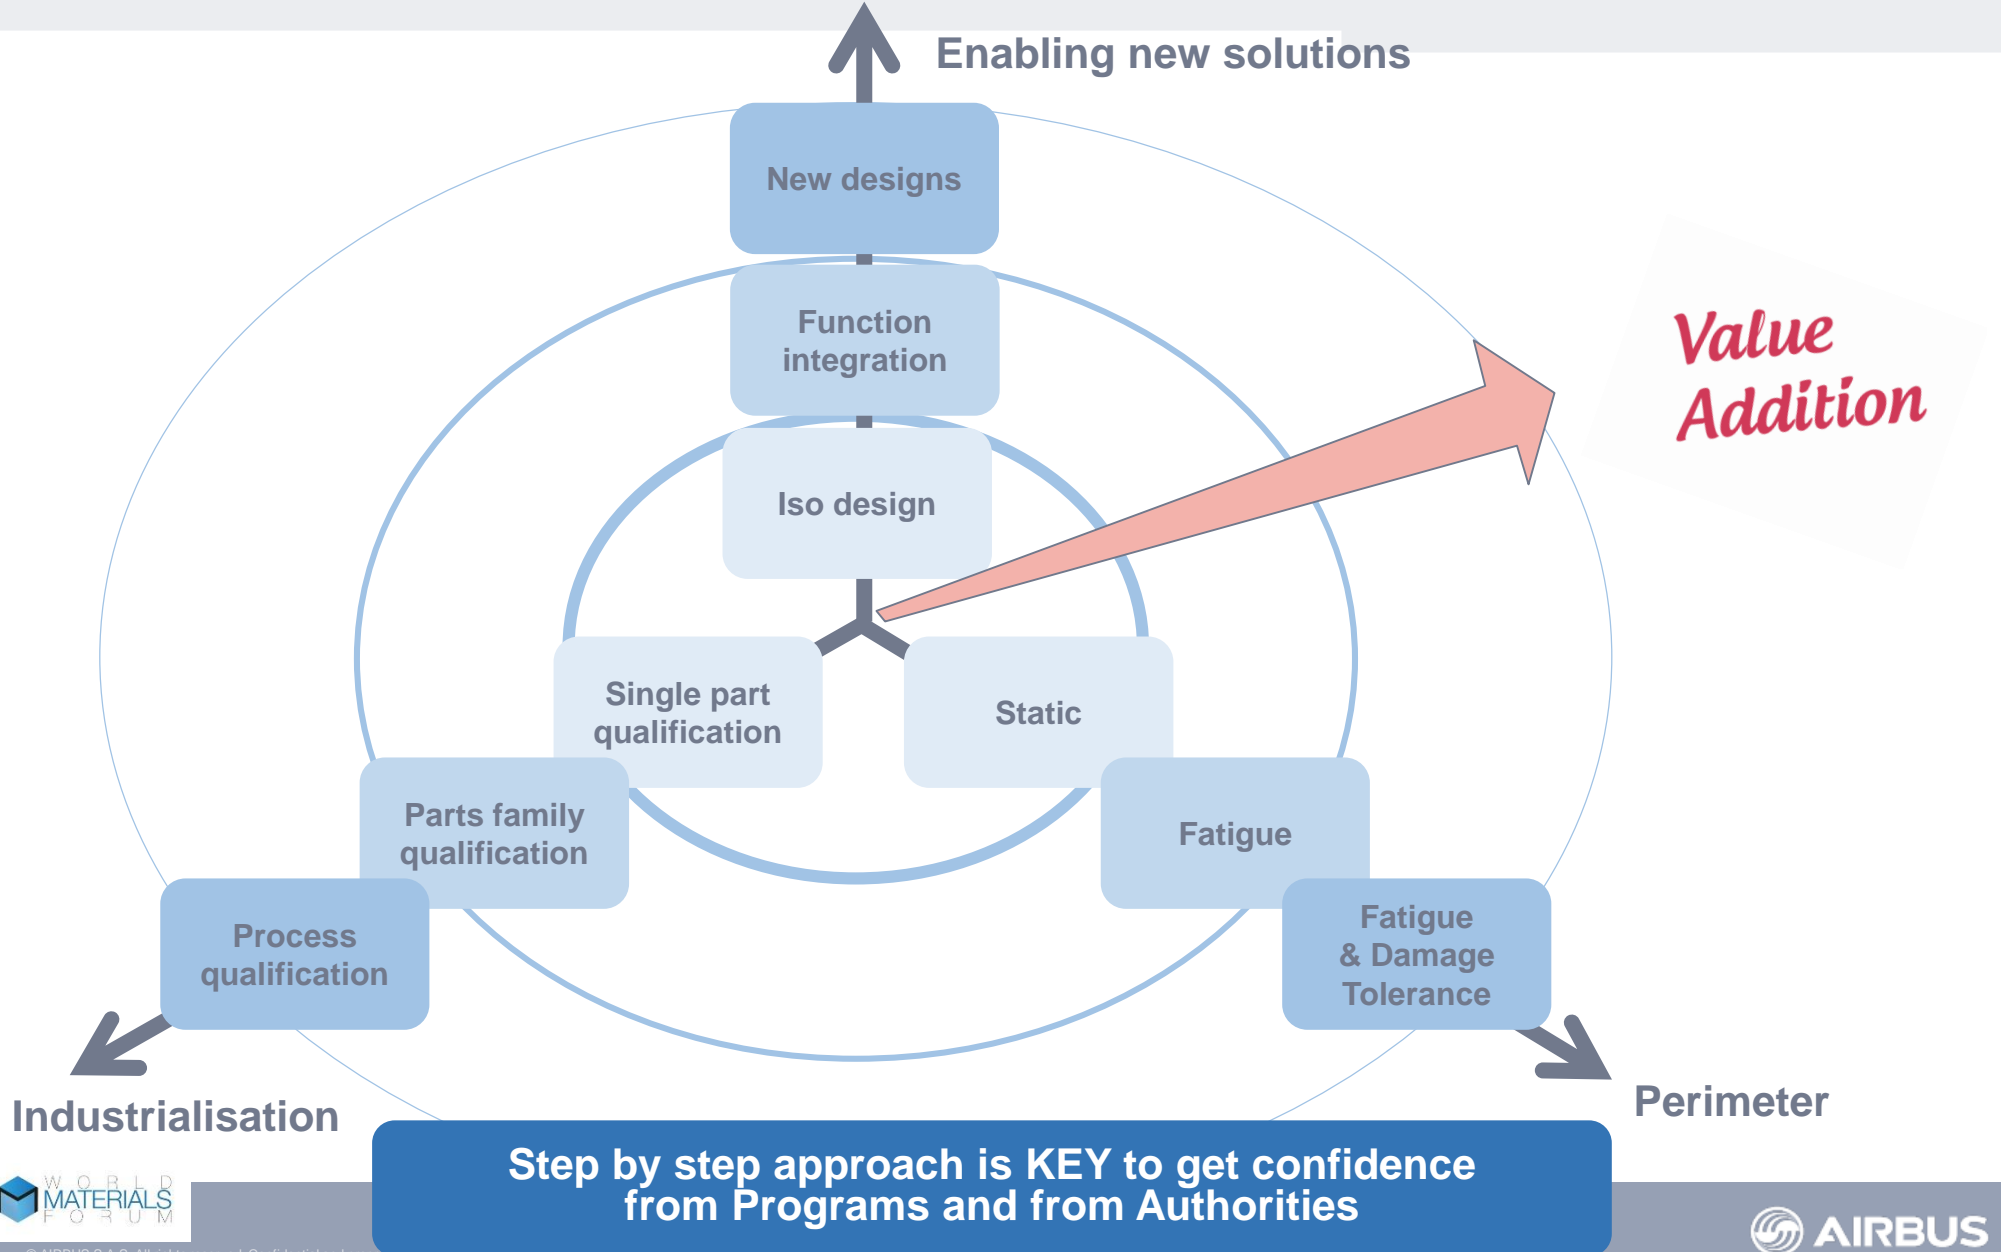 Enabling new solutions
New designs
Function
integration
Value
Addition
Iso design
Single part
qualification
Static
Parts family
qualification
Fatigue
Process
qualification
Fatigue
& Damage
Tolerance
Industrialisation
Perimeter
Step by step approach is KEY to get confidence
from Programs and from Authorities
WORLD
MATERIALS
FORUM
AIRBUS